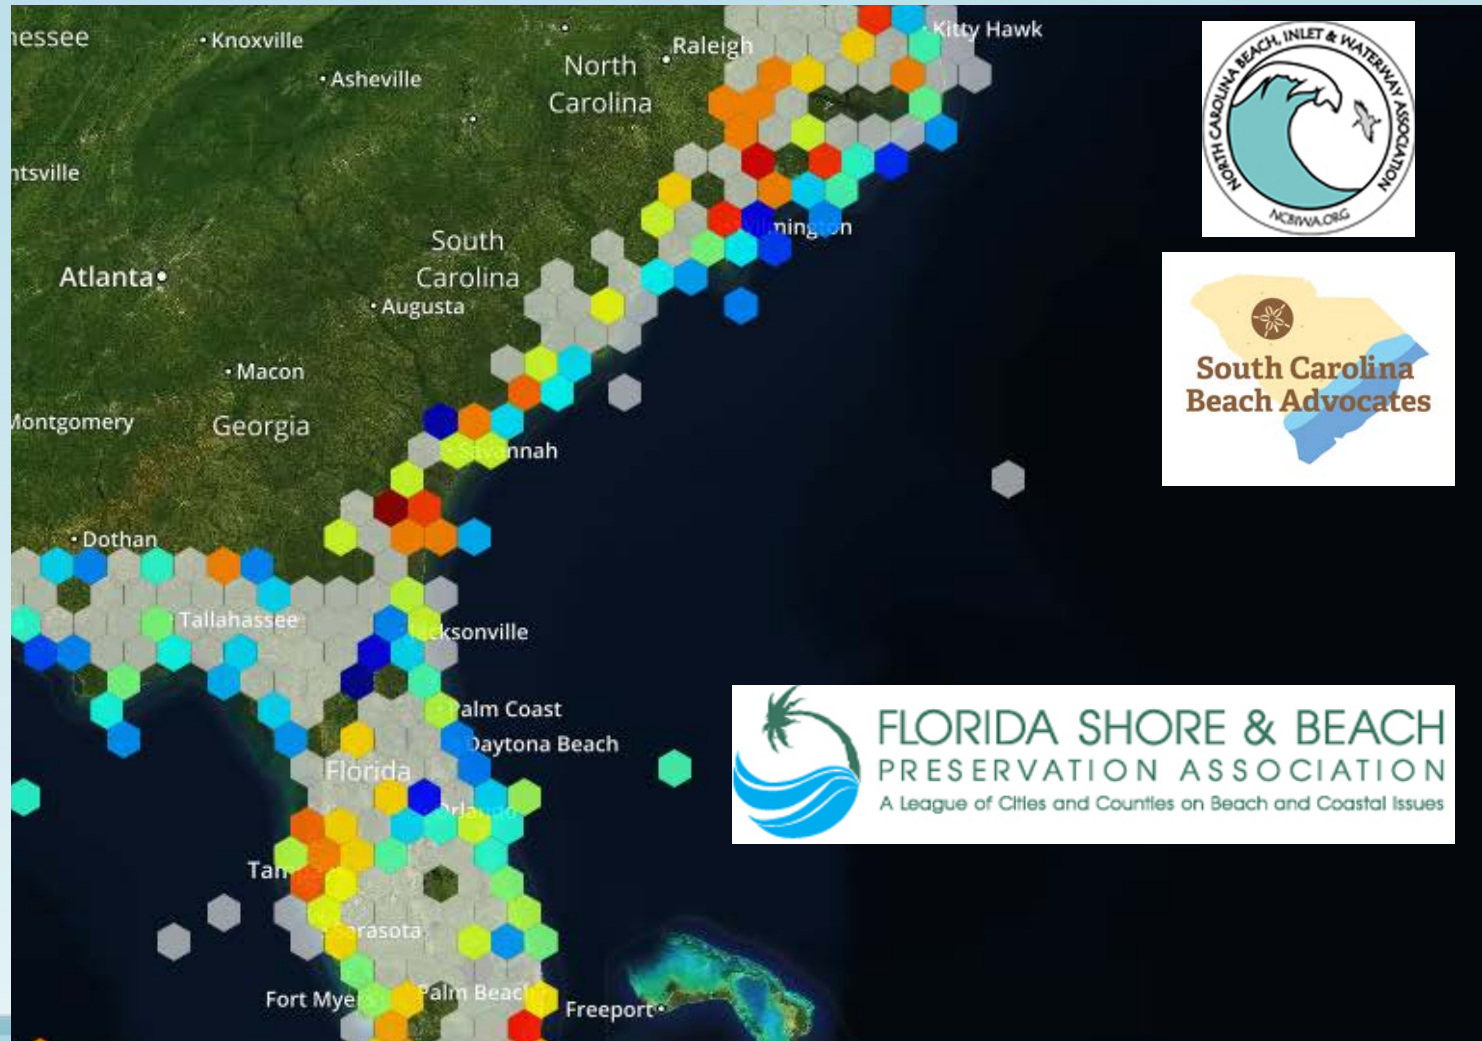 Knoxville
Raleigh
Kitty Hawk
Asheville
North
Carolina
South
Carolina
Atlanta
Augusta
Macon
Georgia
Dothan
Tallahassee
Palm Coast
Daytona Beach
Florida
Fort Myers
Palm Beach
Freeport
NORTH CAROLINA BEACH, INLET & WATERWAY ASSOCIATION
NCBIWA.ORG
South Carolina
Beach Advocates
FLORIDA SHORE & BEACH
PRESERVATION ASSOCIATION
A League of Cities and Counties on Beach and Coastal Issues